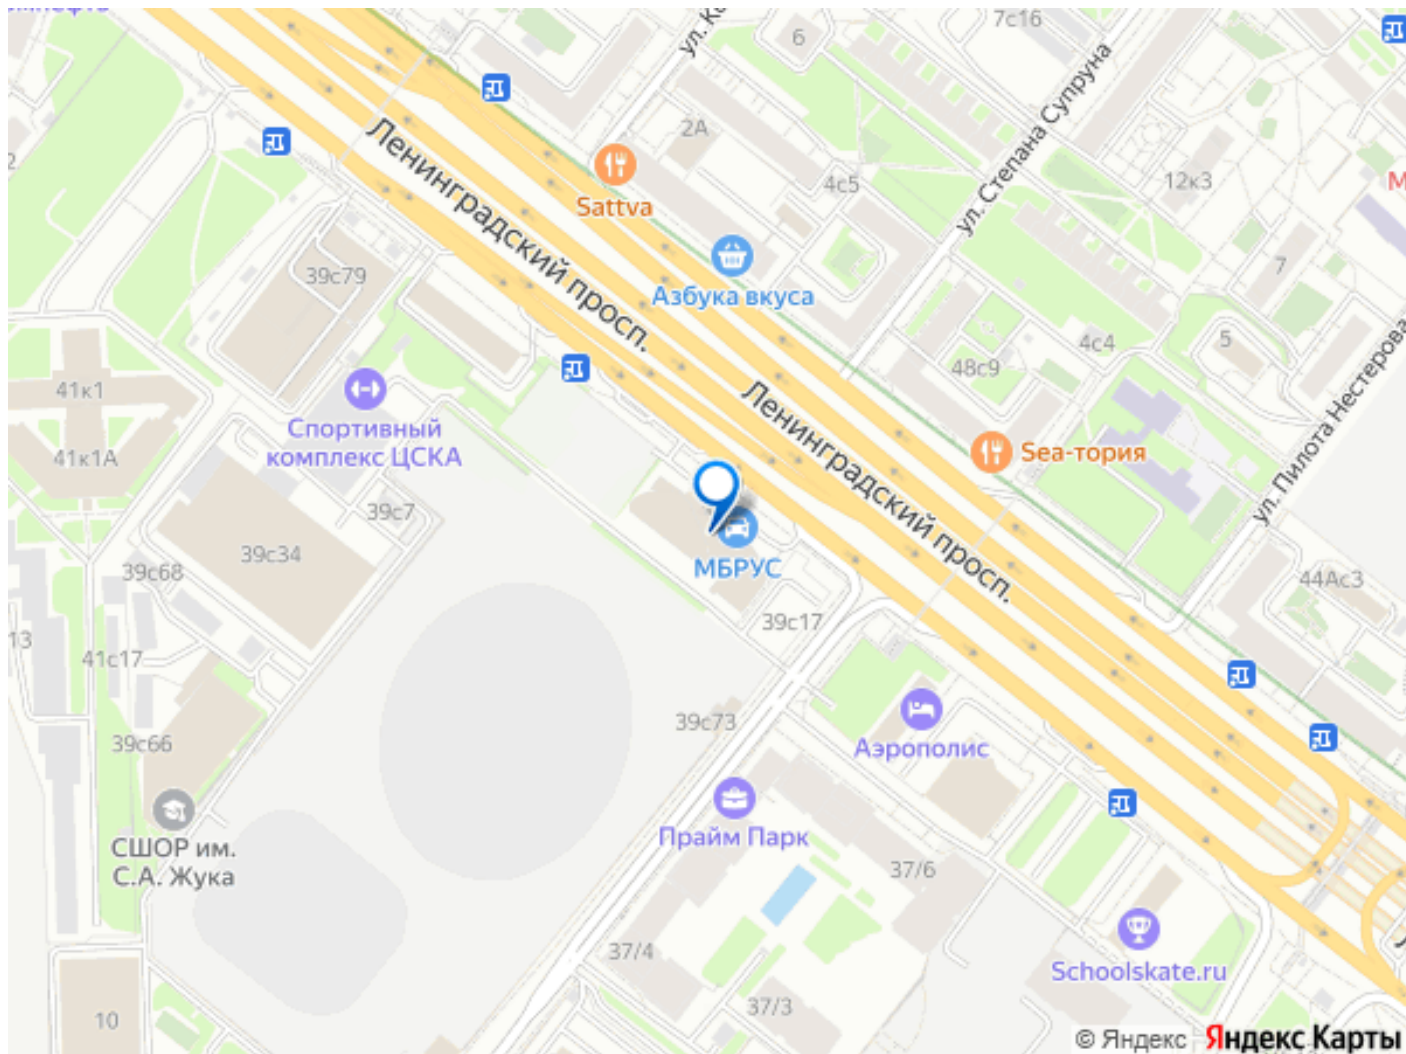 7с16
6
ул. Степана Супруна
2А
Sattva
4с5
12к3
Ленинградский просп.
39с79
Азбука вкуса
7
41к1
4с4
5
48с9
Спортивный
комплекс ЦСКА
41к1А
Ленинградский просп.
Sea-тория
ул. Пилота Нестерова
39с7
39с34
39с68
МБРУС
44Ас3
39с17
13
41с17
39с73
39с66
Аэрополис
Прайм Парк
СШОР им.
С.А. Жука
37/6
37/4
Schoolskate.ru
37/3
10
© Яндекс Яндекс Карты